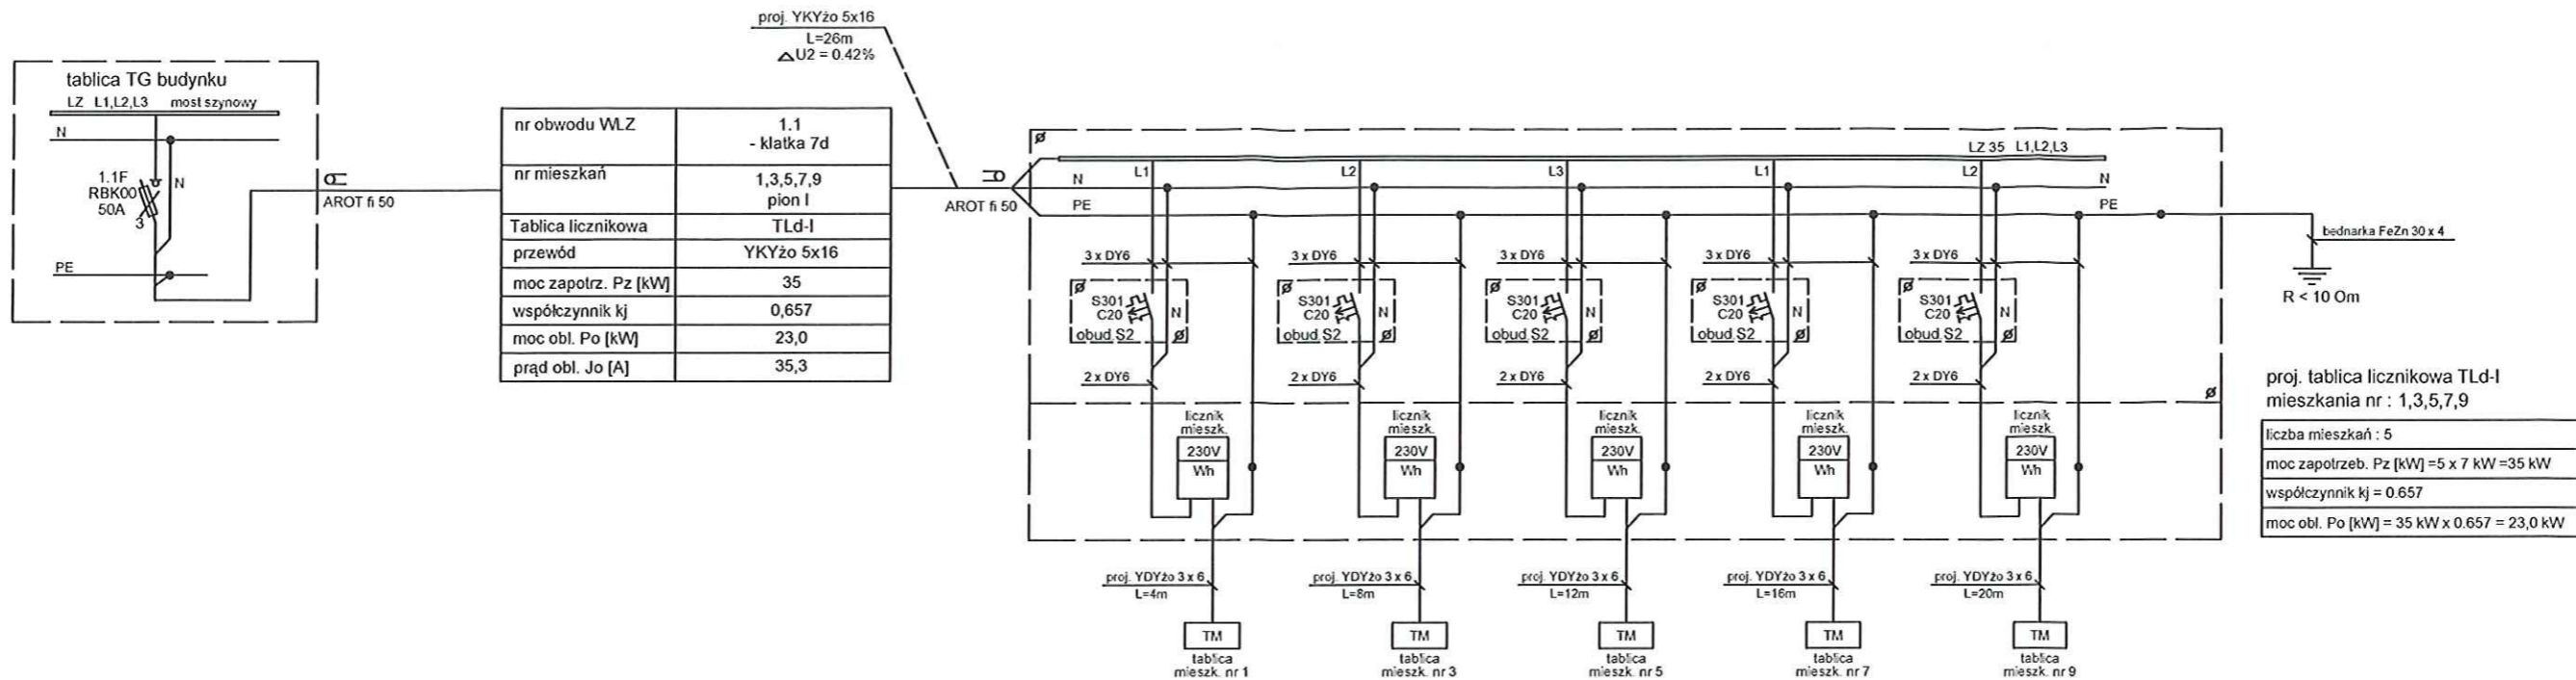 proj. YKYżo 5x16
L=26m
△U2 = 0.42%
tablica TG budynku
LZ L1,L2,L3 most szynowy
N
1.1F
RBK00
50A
3
N
PE
AROT fi 50
nr obwodu WLZ 1.1
- klatka 7d
nr mieszkań 1,3,5,7,9
pion I
Tablica licznikowa TLd-I
przewód YKYżo 5x16
moc zapotrz. Pz [kW] 35
współczynnik kj 0,657
moc obl. Po [kW] 23,0
prąd obl. Jo [A] 35,3
AROT fi 50
LZ 35 L1,L2,L3
L1 L2 L3 L1 L2
N N
PE PE
3 x DY6 3 x DY6 3 x DY6 3 x DY6 3 x DY6
S301 S301 S301 S301 S301
C20 C20 C20 C20 C20
N N N N N
obud.S2 obud.S2 obud.S2 obud.S2 obud.S2
2 x DY6 2 x DY6 2 x DY6 2 x DY6 2 x DY6
licznik licznik licznik licznik licznik
mieszk. mieszk. mieszk. mieszk. mieszk.
230V 230V 230V 230V 230V
Wh Wh Wh Wh Wh
proj. YDYżo 3 x 6 proj. YDYżo 3 x 6 proj. YDYżo 3 x 6 proj. YDYżo 3 x 6 proj. YDYżo 3 x 6
L=4m L=8m L=12m L=16m L=20m
TM TM TM TM TM
tablica tablica tablica tablica tablica
mieszk. nr 1 mieszk. nr 3 mieszk. nr 5 mieszk. nr 7 mieszk. nr 9
bednarka FeZn 30 x 4
R < 10 Om
proj. tablica licznikowa TLd-I
mieszkania nr : 1,3,5,7,9
liczba mieszkań : 5
moc zapotrzeb. Pz [kW] =5 x 7 kW =35 kW
współczynnik kj = 0.657
moc obl. Po [kW] = 35 kW x 0.657 = 23,0 kW